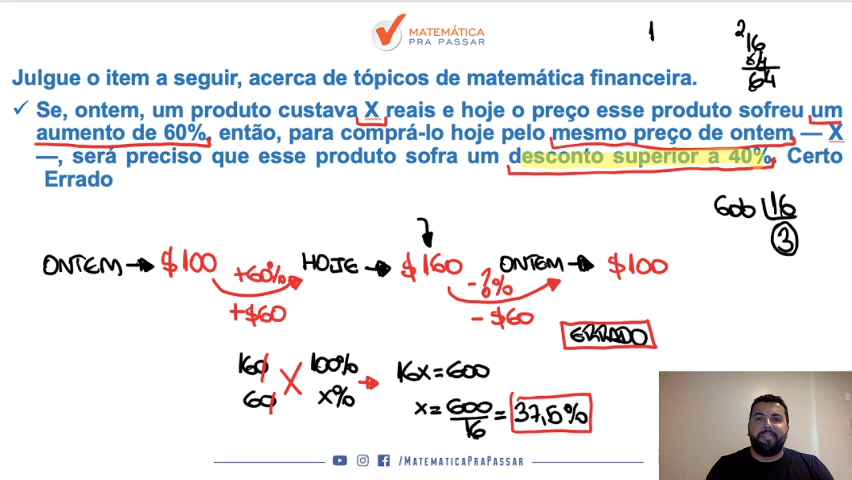 MATEMÁTICA
PRA PASSAR
1
2
16
64
64
Julgue o item a seguir, acerca de tópicos de matemática financeira.
✓ Se, ontem, um produto custava X reais e hoje o preço esse produto sofreu um
aumento de 60%, então, para comprá-lo hoje pelo mesmo preço de ontem — X
—, será preciso que esse produto sofra um desconto superior a 40%. Certo
Errado
600 16
3
ONTEM → $100 +60% HOJE → $160 -?% ONTEM → $100
+$60 - $60
ERRADO
160 100% → 16x = 600
60 x%
x = 600/16 = 37,5%
/MATEMATICAPRAPASSAR